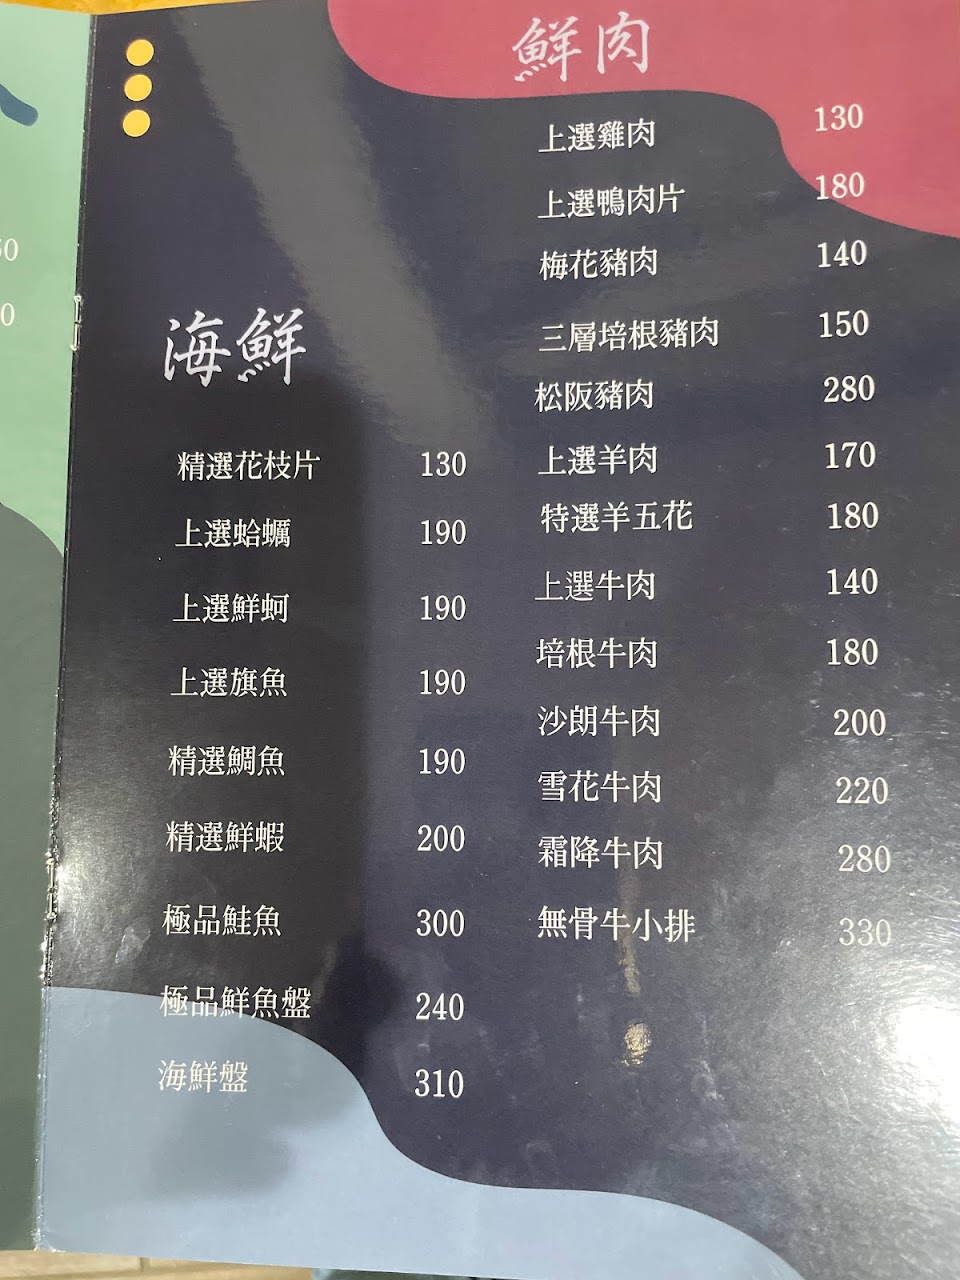 鮮肉
上選雞肉 130
上選鴨肉片 180
梅花豬肉 140
三層培根豬肉 150
松阪豬肉 280
上選羊肉 170
特選羊五花 180
上選牛肉 140
培根牛肉 180
沙朗牛肉 200
雪花牛肉 220
霜降牛肉 280
無骨牛小排 330
海鮮
精選花枝片 130
上選蛤蠣 190
上選鮮蚵 190
上選旗魚 190
精選鯛魚 190
精選鮮蝦 200
極品鮭魚 300
極品鮮魚盤 240
海鮮盤 310